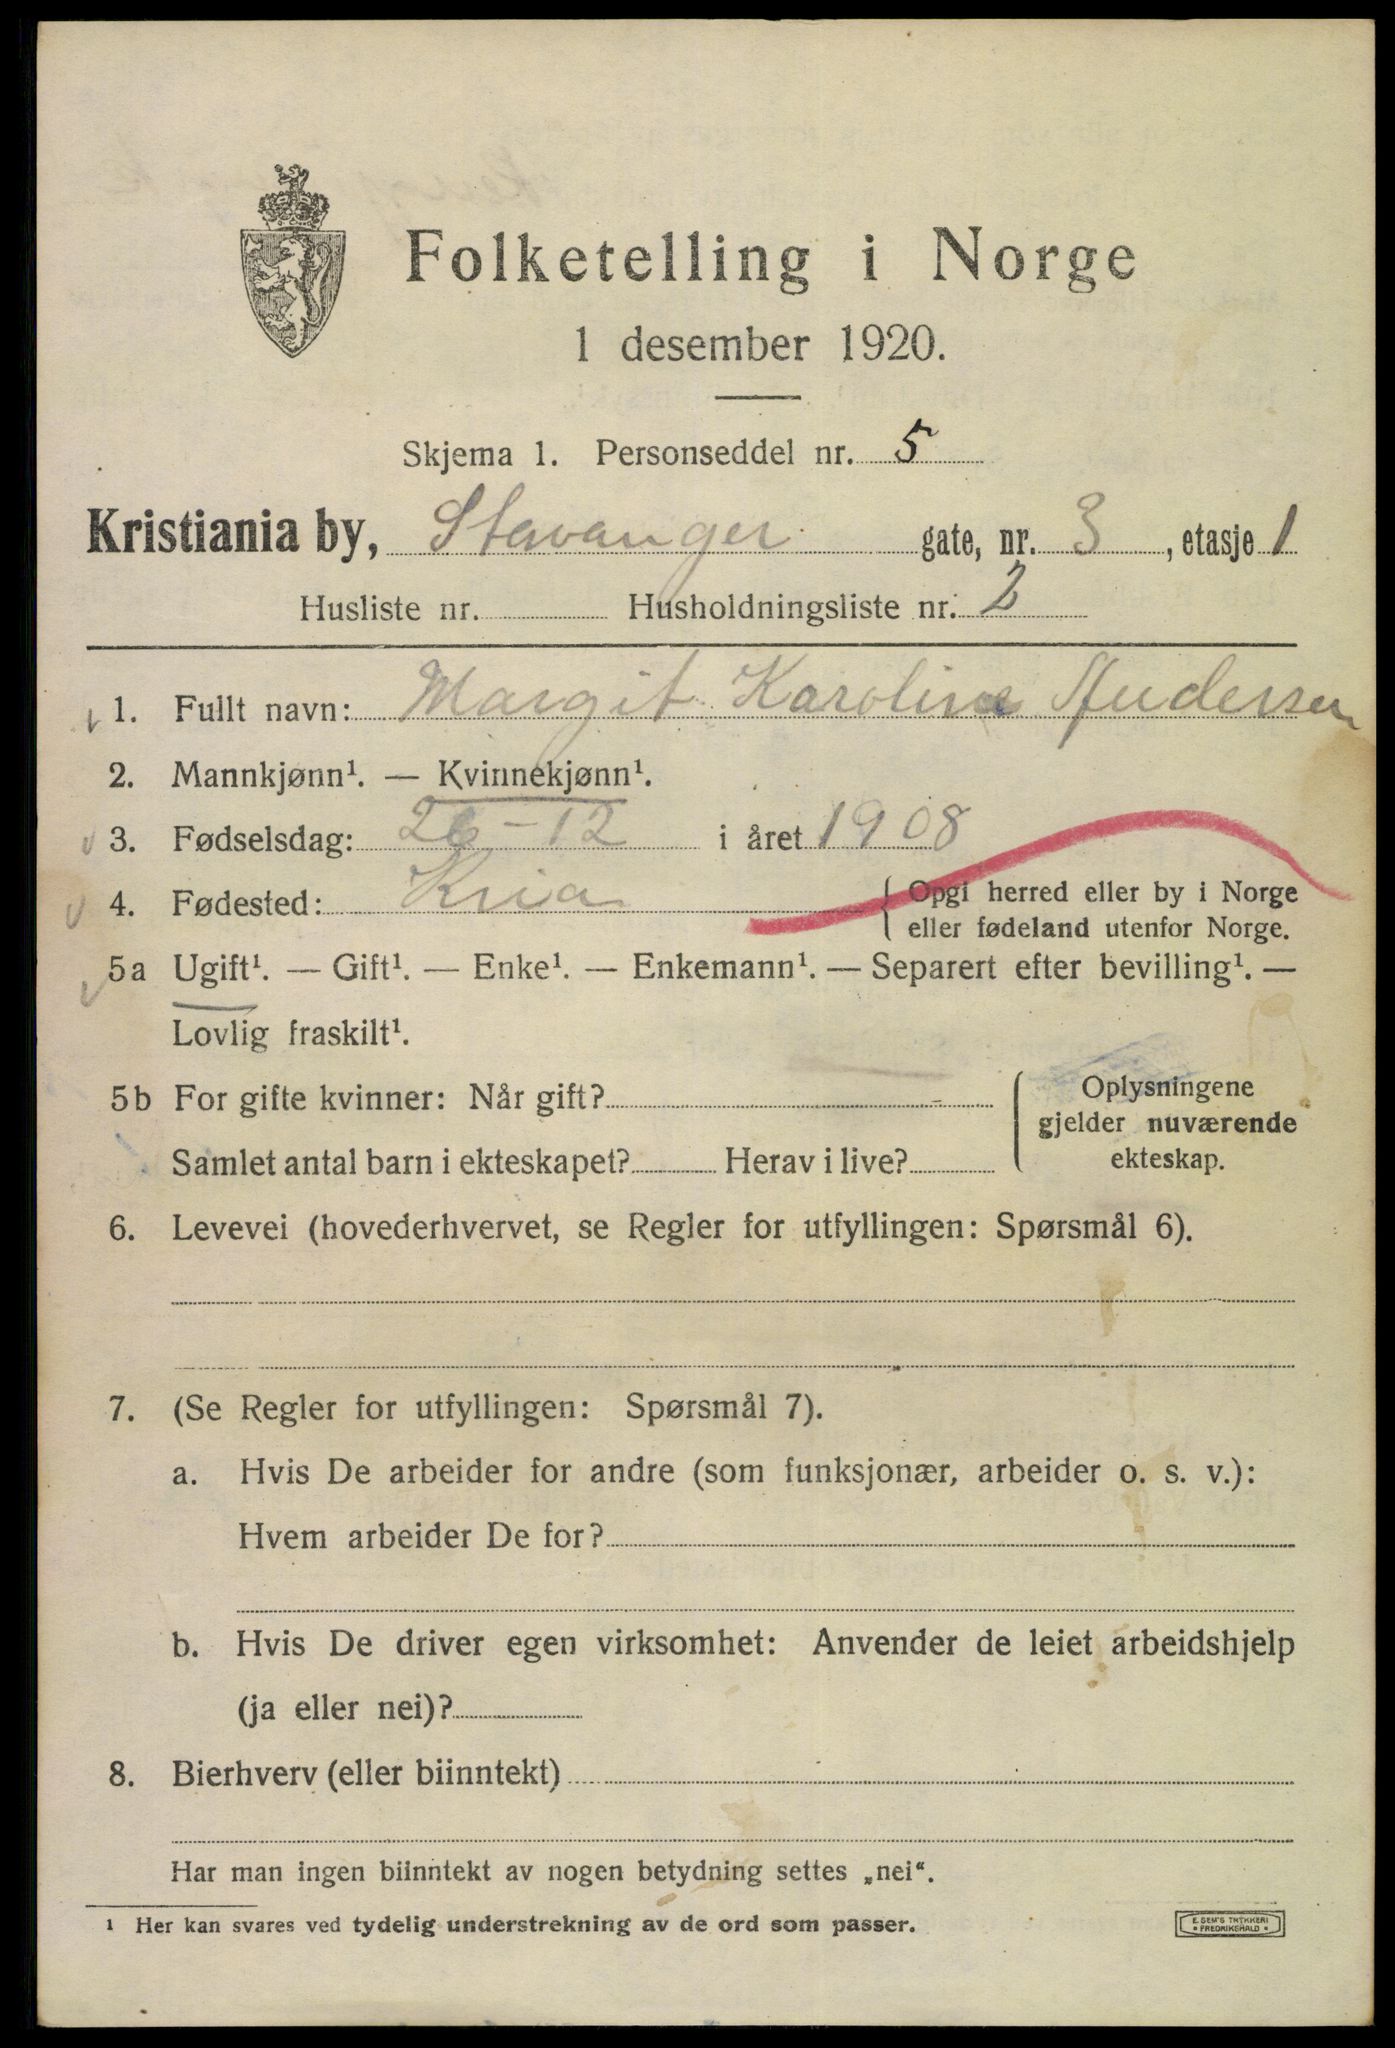 Folketelling i Norge
1 desember 1920.
Skjema 1. Personseddel nr. 5
Kristiania by, Stavanger gate, nr. 3, etasje 1
Husliste nr. Husholdningsliste nr. 2
1. Fullt navn: Margit Karoline Andersen
2. Mannkjønn¹. — Kvinnekjønn¹.
3. Fødselsdag: 26-12 i året 1908
4. Fødested: Kria { Opgi herred eller by i Norge
eller fødeland utenfor Norge.
5a Ugift¹. — Gift¹. — Enke¹. — Enkemann¹. — Separert efter bevilling¹. —
Lovlig fraskilt¹.
5b For gifte kvinner: Når gift?
Samlet antal barn i ekteskapet? Herav i live?
Oplysningene
gjelder nuværende
ekteskap.
6. Levevei (hovederhvervet, se Regler for utfyllingen: Spørsmål 6).
7. (Se Regler for utfyllingen: Spørsmål 7).
a. Hvis De arbeider for andre (som funksjonær, arbeider o. s. v.):
Hvem arbeider De for?
b. Hvis De driver egen virksomhet: Anvender de leiet arbeidshjelp
(ja eller nei)?
8. Bierhverv (eller biinntekt)
Har man ingen biinntekt av nogen betydning settes „nei“.
¹ Her kan svares ved tydelig understrekning av de ord som passer.
E. SEM'S TRYKKERI
• FREDRIKSHALD •